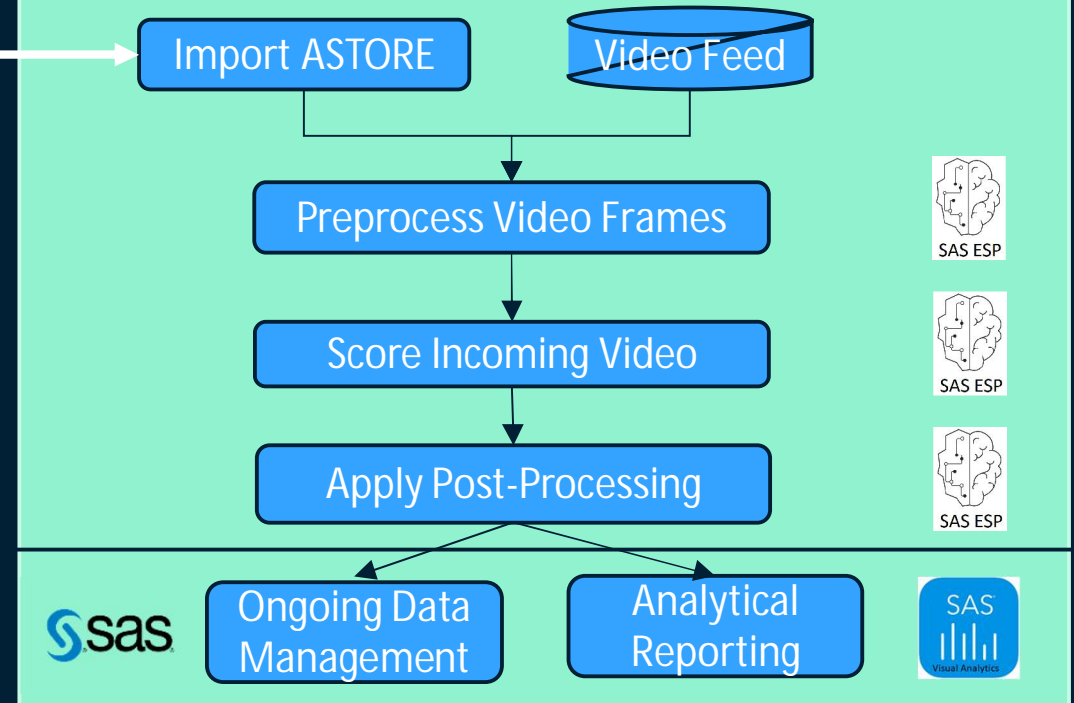 Import ASTORE
Video Feed
Preprocess Video Frames
SAS ESP
Score Incoming Video
SAS ESP
Apply Post-Processing
SAS ESP
sas
Ongoing Data
Management
Analytical
Reporting
SAS
Visual Analytics